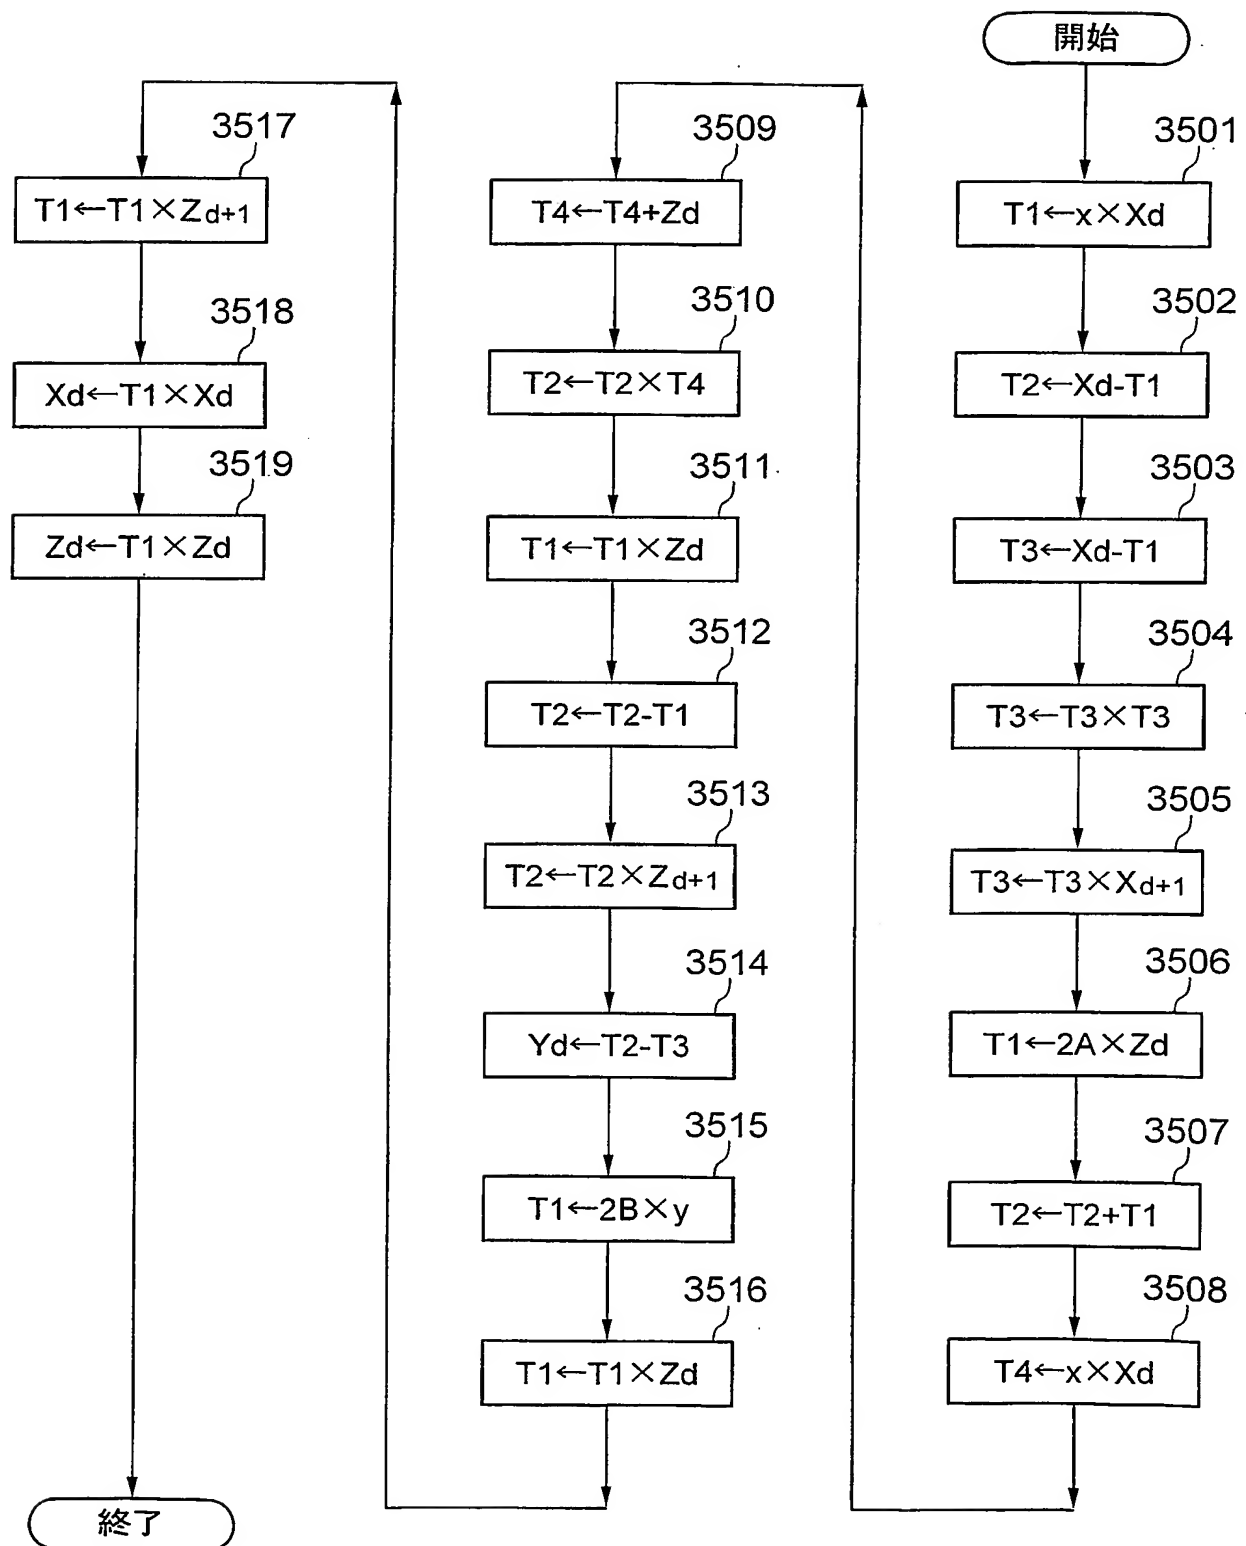 開始
3501
T1←x×Xd
3502
T2←Xd-T1
3503
T3←Xd-T1
3504
T3←T3×T3
3505
T3←T3×Xd+1
3506
T1←2A×Zd
3507
T2←T2+T1
3508
T4←x×Xd
3509
T4←T4+Zd
3510
T2←T2×T4
3511
T1←T1×Zd
3512
T2←T2-T1
3513
T2←T2×Zd+1
3514
Yd←T2-T3
3515
T1←2B×y
3516
T1←T1×Zd
3517
T1←T1×Zd+1
3518
Xd←T1×Xd
3519
Zd←T1×Zd
終了